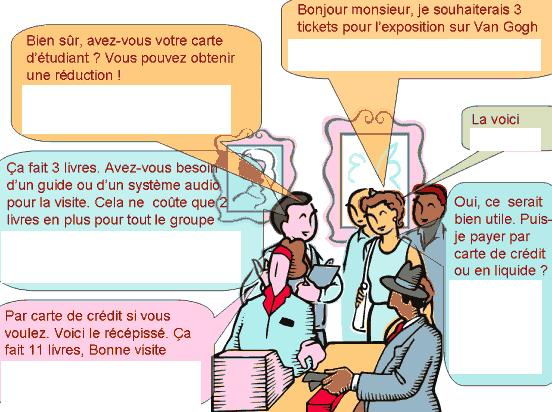 Bonjour monsieur, je souhaiterais 3
tickets pour l'exposition sur Van Gogh
Bien sûr, avez-vous votre carte
d'étudiant ? Vous pouvez obtenir
une réduction !
La voici
Ça fait 3 livres. Avez-vous besoin
d'un guide ou d'un système audio
pour la visite. Cela ne coûte que 2
livres en plus pour tout le groupe
Oui, ce serait
bien utile. Puis-
je payer par
carte de crédit
ou en liquide ?
Par carte de crédit si vous
voulez. Voici le récépissé. Ça
fait 11 livres, Bonne visite